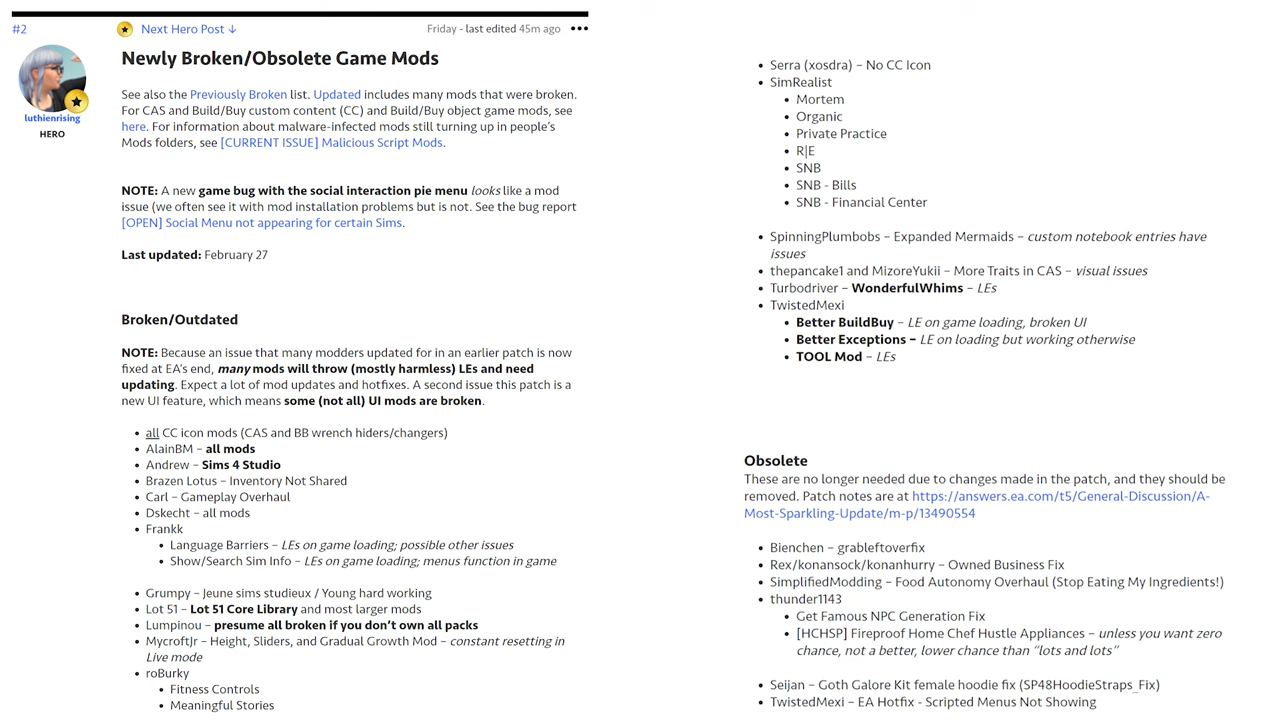 #2
Next Hero Post ↓
Friday - last edited 45m ago •••
luthienrising
HERO
Newly Broken/Obsolete Game Mods
See also the Previously Broken list. Updated includes many mods that were broken.
For CAS and Build/Buy custom content (CC) and Build/Buy object game mods, see
here. For information about malware-infected mods still turning up in people's
Mods folders, see [CURRENT ISSUE] Malicious Script Mods.
NOTE: A new game bug with the social interaction pie menu looks like a mod
issue (we often see it with mod installation problems but is not. See the bug report
[OPEN] Social Menu not appearing for certain Sims.
Last updated: February 27
Broken/Outdated
NOTE: Because an issue that many modders updated for in an earlier patch is now
fixed at EA's end, many mods will throw (mostly harmless) LEs and need
updating. Expect a lot of mod updates and hotfixes. A second issue this patch is a
new UI feature, which means some (not all) UI mods are broken.
• all CC icon mods (CAS and BB wrench hiders/changers)
• AlainBM – all mods
• Andrew – Sims 4 Studio
• Brazen Lotus – Inventory Not Shared
• Carl – Gameplay Overhaul
• Dskecht – all mods
• Frankk
• Language Barriers – LEs on game loading; possible other issues
• Show/Search Sim Info – LEs on game loading; menus function in game
• Grumpy – Jeune sims studieux / Young hard working
• Lot 51 – Lot 51 Core Library and most larger mods
• Lumpinou – presume all broken if you don't own all packs
• MycroftJr – Height, Sliders, and Gradual Growth Mod – constant resetting in
Live mode
• roBurky
• Fitness Controls
• Meaningful Stories
• Serra (xosdra) – No CC Icon
• SimRealist
• Mortem
• Organic
• Private Practice
• R|E
• SNB
• SNB - Bills
• SNB - Financial Center
• SpinningPlumbobs – Expanded Mermaids – custom notebook entries have
issues
• thepancake1 and MizoreYukii – More Traits in CAS – visual issues
• Turbodriver – WonderfulWhims – LEs
• TwistedMexi
• Better BuildBuy – LE on game loading, broken UI
• Better Exceptions – LE on loading but working otherwise
• TOOL Mod – LEs
Obsolete
These are no longer needed due to changes made in the patch, and they should be
removed. Patch notes are at https://answers.ea.com/t5/General-Discussion/A-
Most-Sparkling-Update/m-p/13490554
• Bienchen – grableftoverfix
• Rex/konansock/konanhurry – Owned Business Fix
• SimplifiedModding – Food Autonomy Overhaul (Stop Eating My Ingredients!)
• thunder1143
• Get Famous NPC Generation Fix
• [HCHSP] Fireproof Home Chef Hustle Appliances – unless you want zero
chance, not a better, lower chance than "lots and lots"
• Seijan – Goth Galore Kit female hoodie fix (SP48HoodieStraps_Fix)
• TwistedMexi – EA Hotfix - Scripted Menus Not Showing